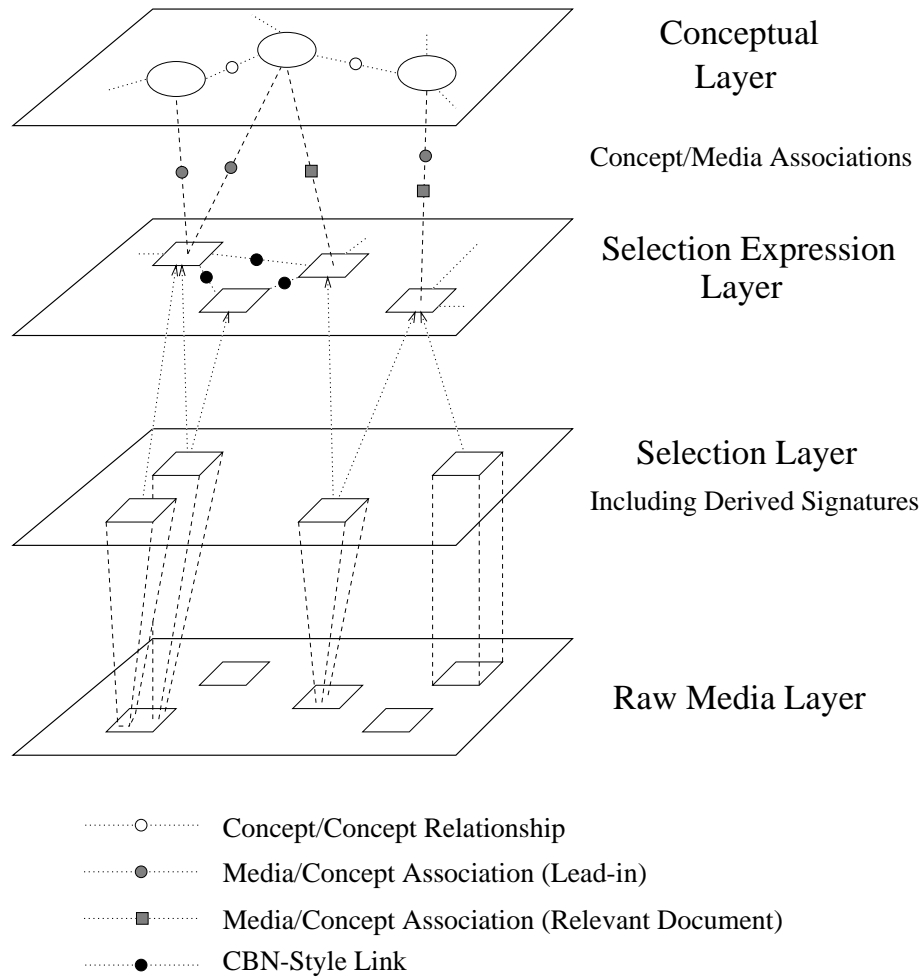 Conceptual
Layer
Concept/Media Associations
Selection Expression
Layer
Selection Layer
Including Derived Signatures
Raw Media Layer
Concept/Concept Relationship
Media/Concept Association (Lead-in)
Media/Concept Association (Relevant Document)
CBN-Style Link